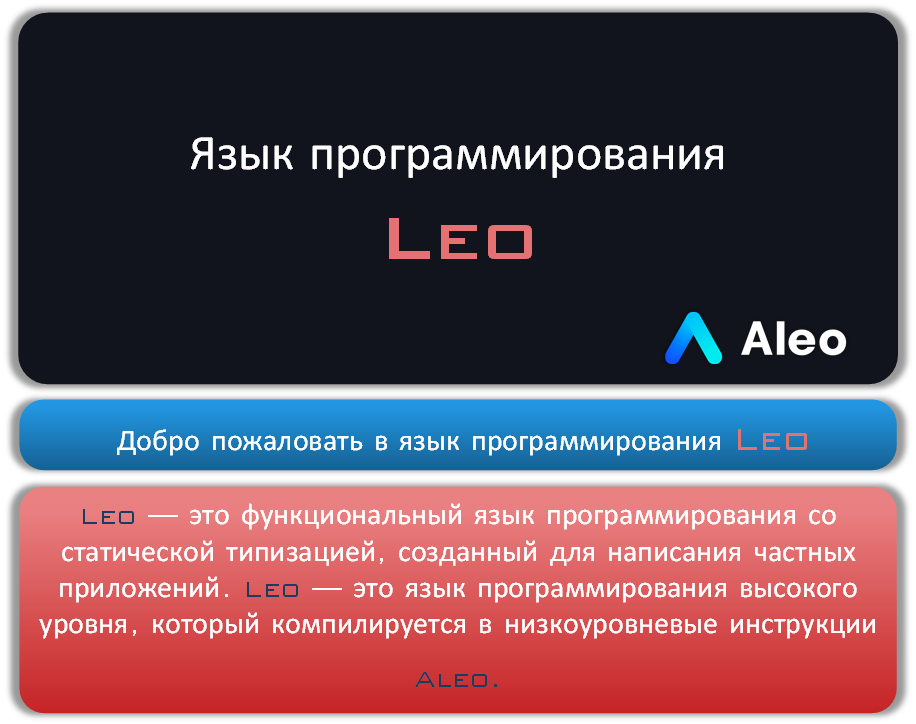 Язык программирования
Leo
Aleo
Добро пожаловать в язык программирования Leo
Leo — это функциональный язык программирования со
статической типизацией, созданный для написания частных
приложений. Leo — это язык программирования высокого
уровня, который компилируется в низкоуровневые инструкции
Aleo.